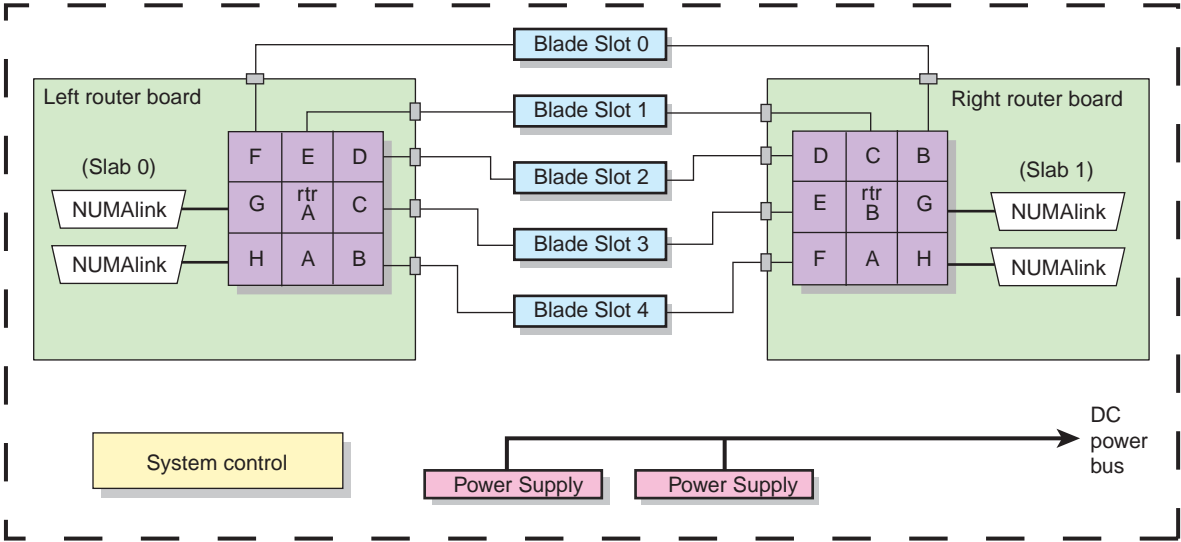 Blade Slot 0
Left router board
Blade Slot 1
Right router board
(Slab 0)
F E D
D C B
(Slab 1)
Blade Slot 2
NUMAlink
G rtr A C
E rtr B G
NUMAlink
Blade Slot 3
NUMAlink
H A B
F A H
NUMAlink
Blade Slot 4
DC
power
bus
System control
Power Supply
Power Supply